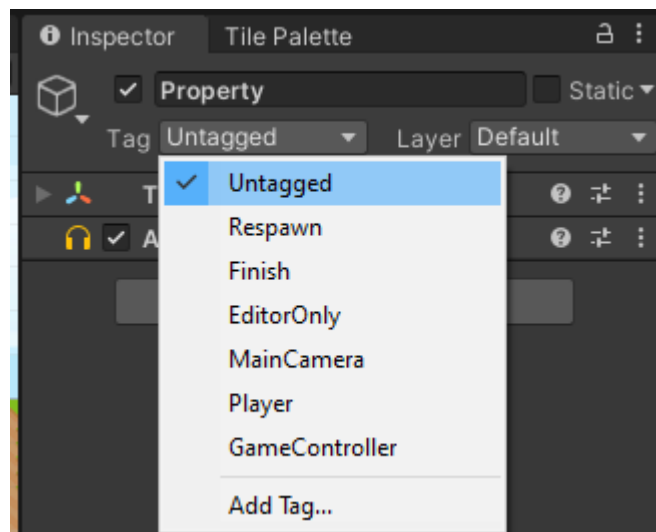 Inspector Tile Palette
Property Static
Tag Untagged Layer Default
Untagged
Respawn
Finish
EditorOnly
MainCamera
Player
GameController
Add Tag...